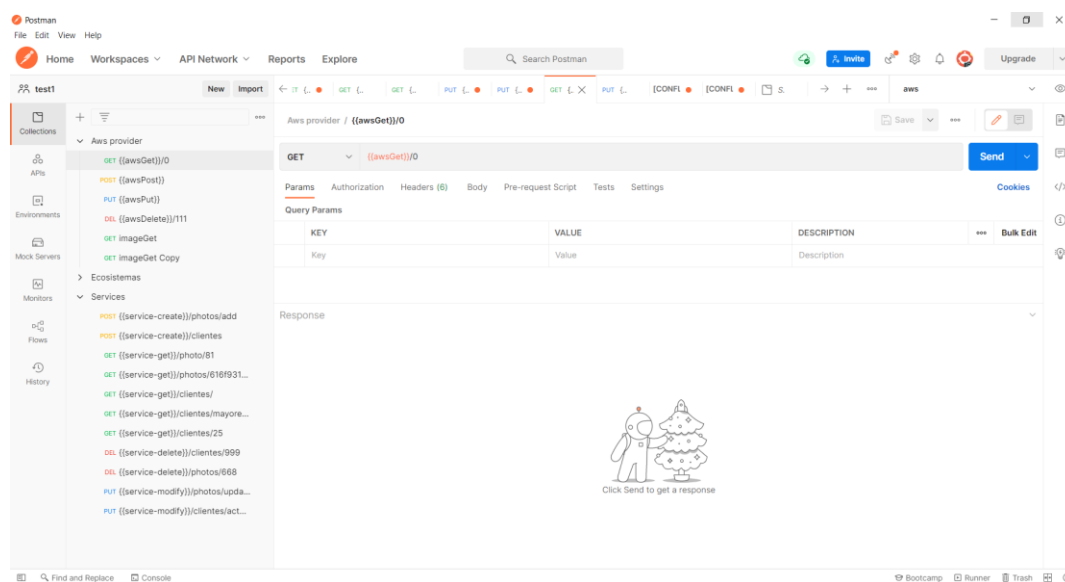 Postman
File Edit View Help
Home Workspaces API Network Reports Explore
Search Postman
Invite
Upgrade
test1
New Import
GET {..
GET {..
PUT {..
PUT {..
GET {..
PUT {..
[CONFL
[CONFL
S.
aws
Collections
APIs
Environments
Mock Servers
Monitors
Flows
History
Aws provider
GET {{awsGet}}/0
POST {{awsPost}}
PUT {{awsPut}}
DEL {{awsDelete}}/111
GET imageGet
GET imageGet Copy
Ecosistemas
Services
POST {{service-create}}/photos/add
POST {{service-create}}/clientes
GET {{service-get}}/photo/81
GET {{service-get}}/photos/616f931...
GET {{service-get}}/clientes/
GET {{service-get}}/clientes/mayore...
GET {{service-get}}/clientes/25
DEL {{service-delete}}/clientes/999
DEL {{service-delete}}/photos/668
PUT {{service-modify}}/photos/upda...
PUT {{service-modify}}/clientes/act...
Aws provider / {{awsGet}}/0
Save
GET {{awsGet}}/0
Send
Params Authorization Headers (6) Body Pre-request Script Tests Settings
Cookies
Query Params
KEY VALUE DESCRIPTION
Bulk Edit
Key Value Description
Response
Click Send to get a response
Find and Replace Console
Bootcamp Runner Trash